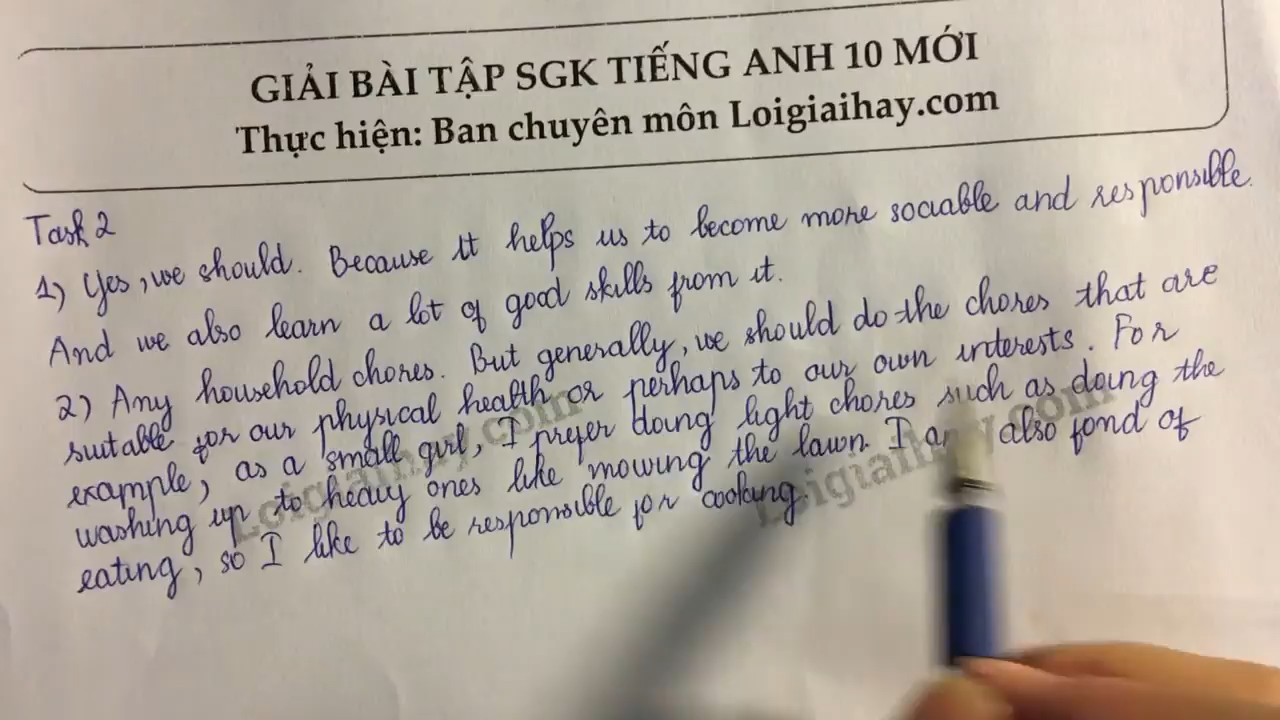 GIẢI BÀI TẬP SGK TIẾNG ANH 10 MỚI
Thực hiện: Ban chuyên môn Loigiaihay.com
Task 2
1) Yes, we should. Because it helps us to become more sociable and responsible.
And we also learn a lot of good skills from it.
2) Any household chores. But generally, we should do the chores that are
suitable for our physical health or perhaps to our own interests. For
example, as a small girl, I prefer doing light chores such as doing the
washing up to heavy ones like mowing the lawn. I also fond of
eating, so I like to be responsible for cooking.
Loigiaihay.com
Loigiaihay.com